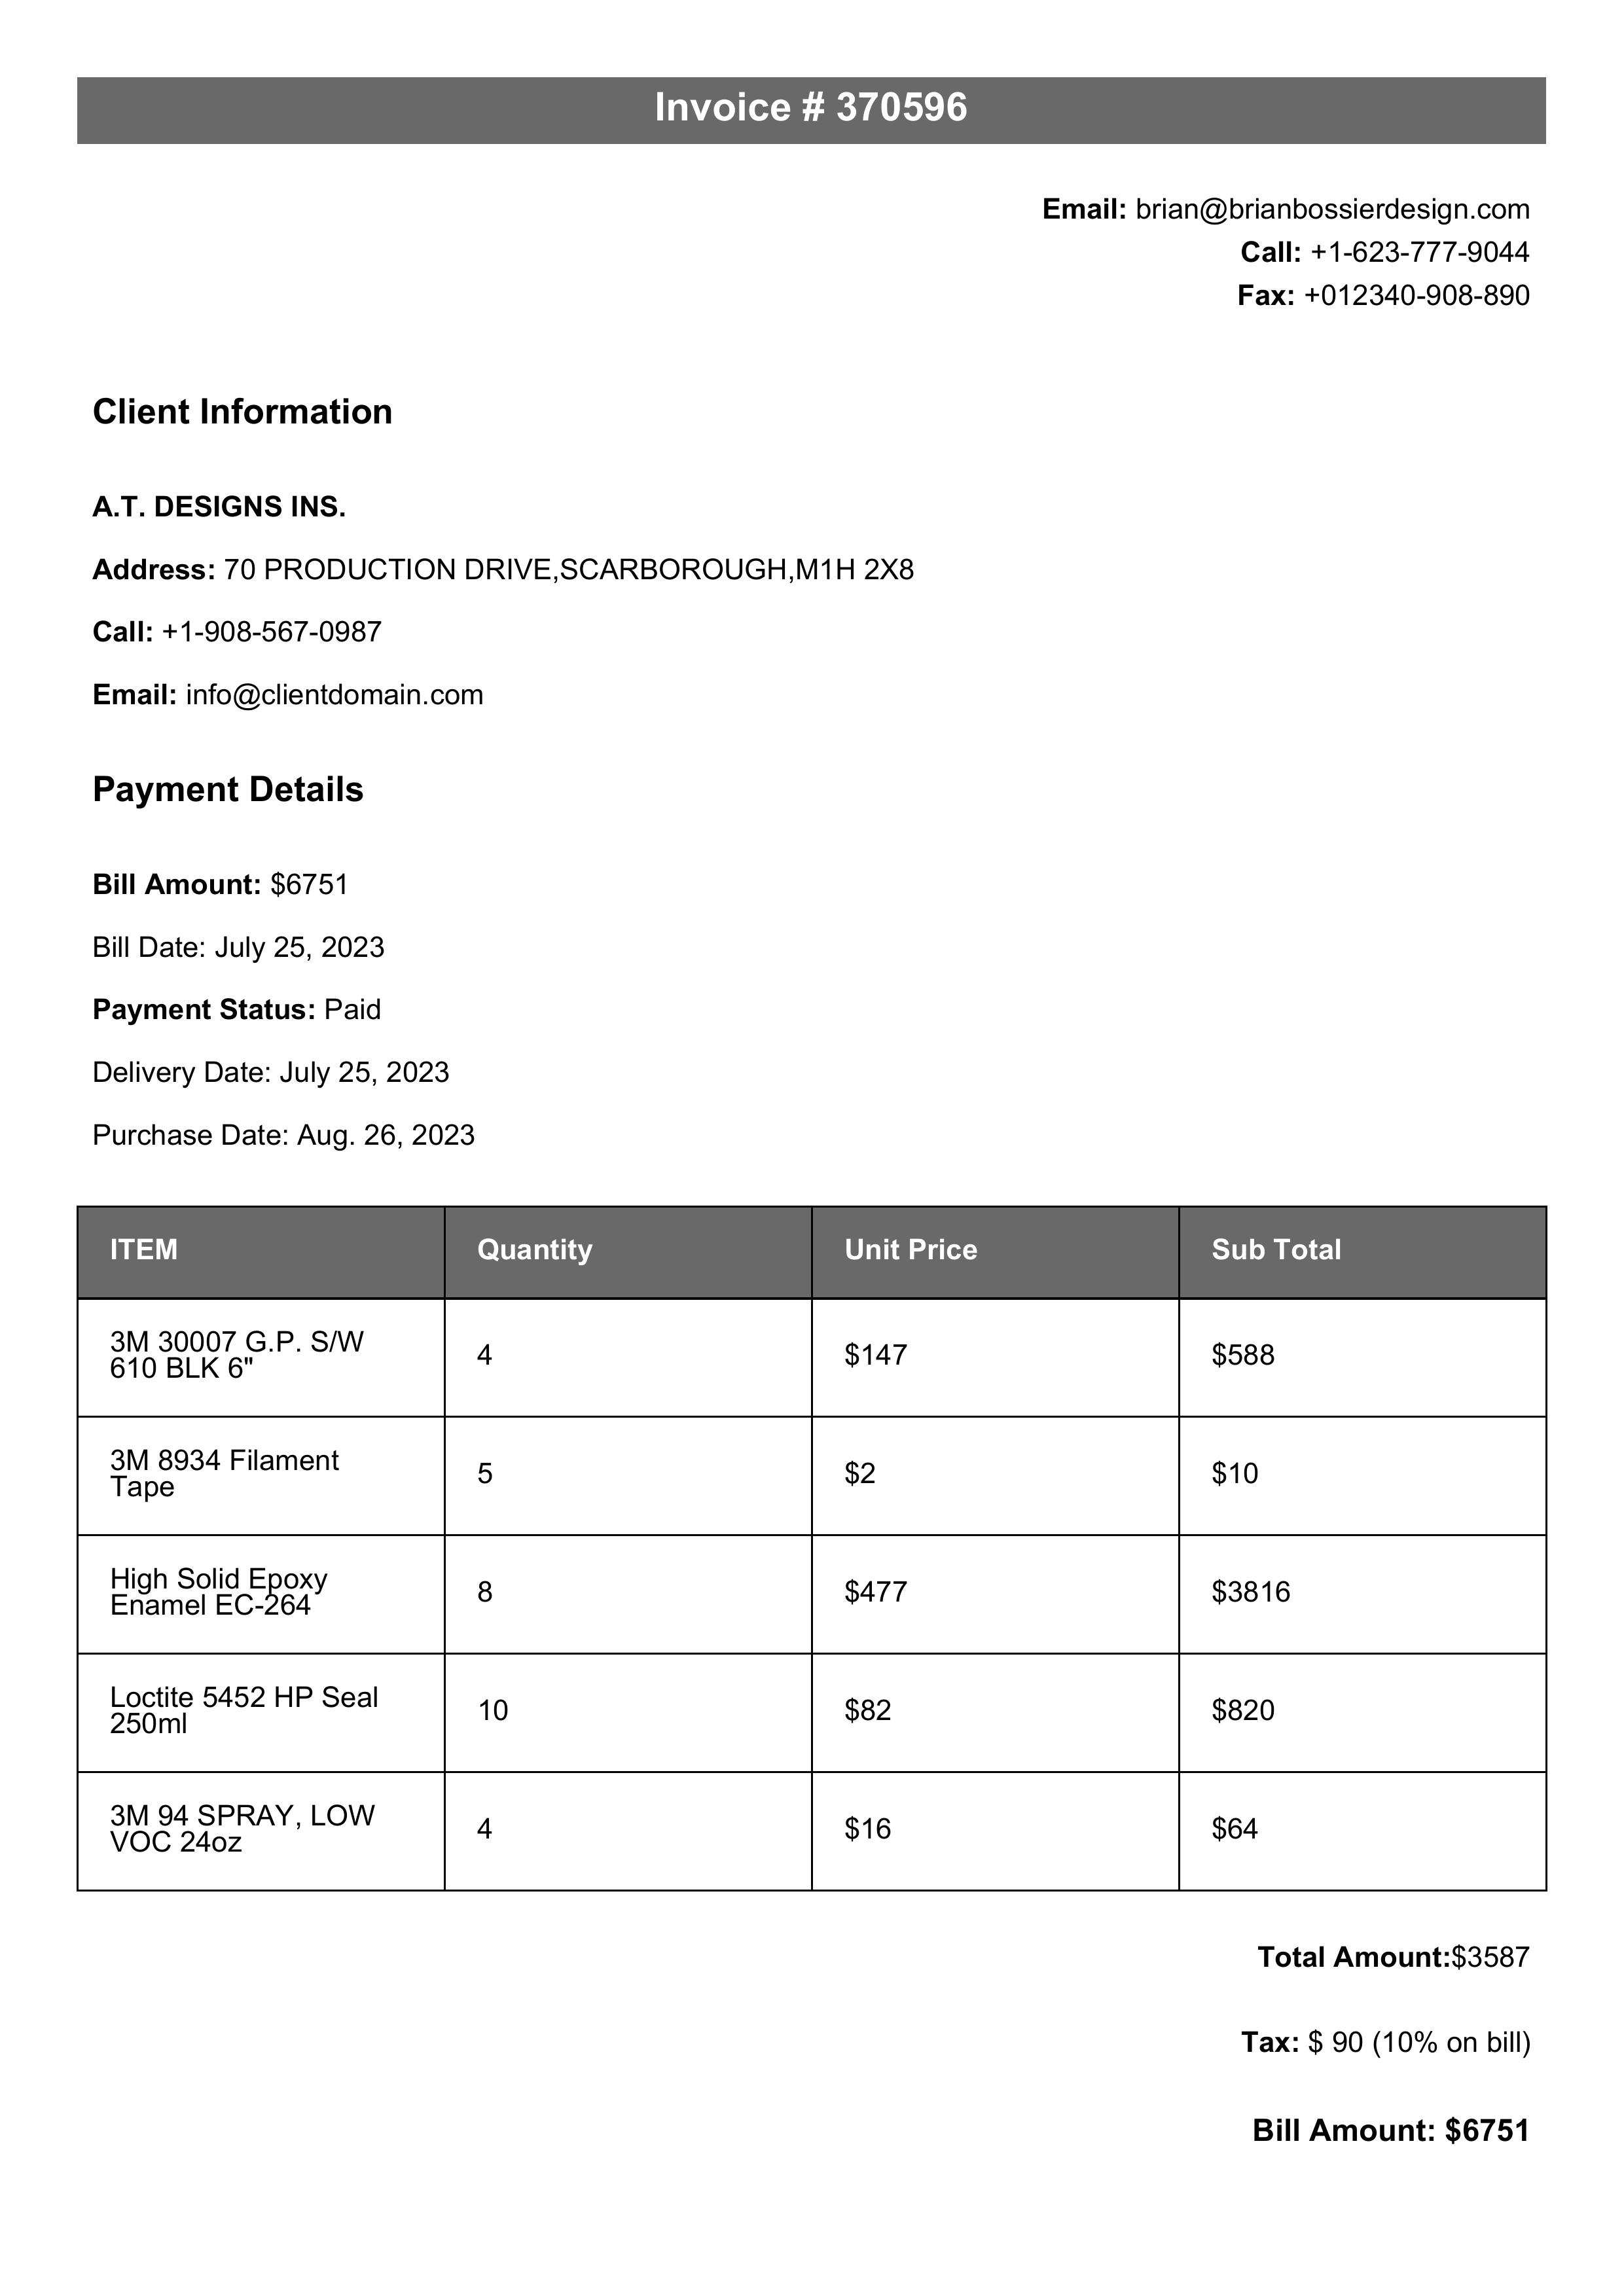 Invoice # 370596
Email: brian@brianbossierdesign.com
Call: +1-623-777-9044
Fax: +012340-908-890
Client Information
A.T. DESIGNS INS.
Address: 70 PRODUCTION DRIVE,SCARBOROUGH,M1H 2X8
Call: +1-908-567-0987
Email: info@clientdomain.com
Payment Details
Bill Amount: $6751
Bill Date: July 25, 2023
Payment Status: Paid
Delivery Date: July 25, 2023
Purchase Date: Aug. 26, 2023
ITEM Quantity Unit Price Sub Total
3M 30007 G.P. S/W
610 BLK 6" 4 $147 $588
3M 8934 Filament
Tape 5 $2 $10
High Solid Epoxy
Enamel EC-264 8 $477 $3816
Loctite 5452 HP Seal
250ml 10 $82 $820
3M 94 SPRAY, LOW
VOC 24oz 4 $16 $64
Total Amount:$3587
Tax: $ 90 (10% on bill)
Bill Amount: $6751